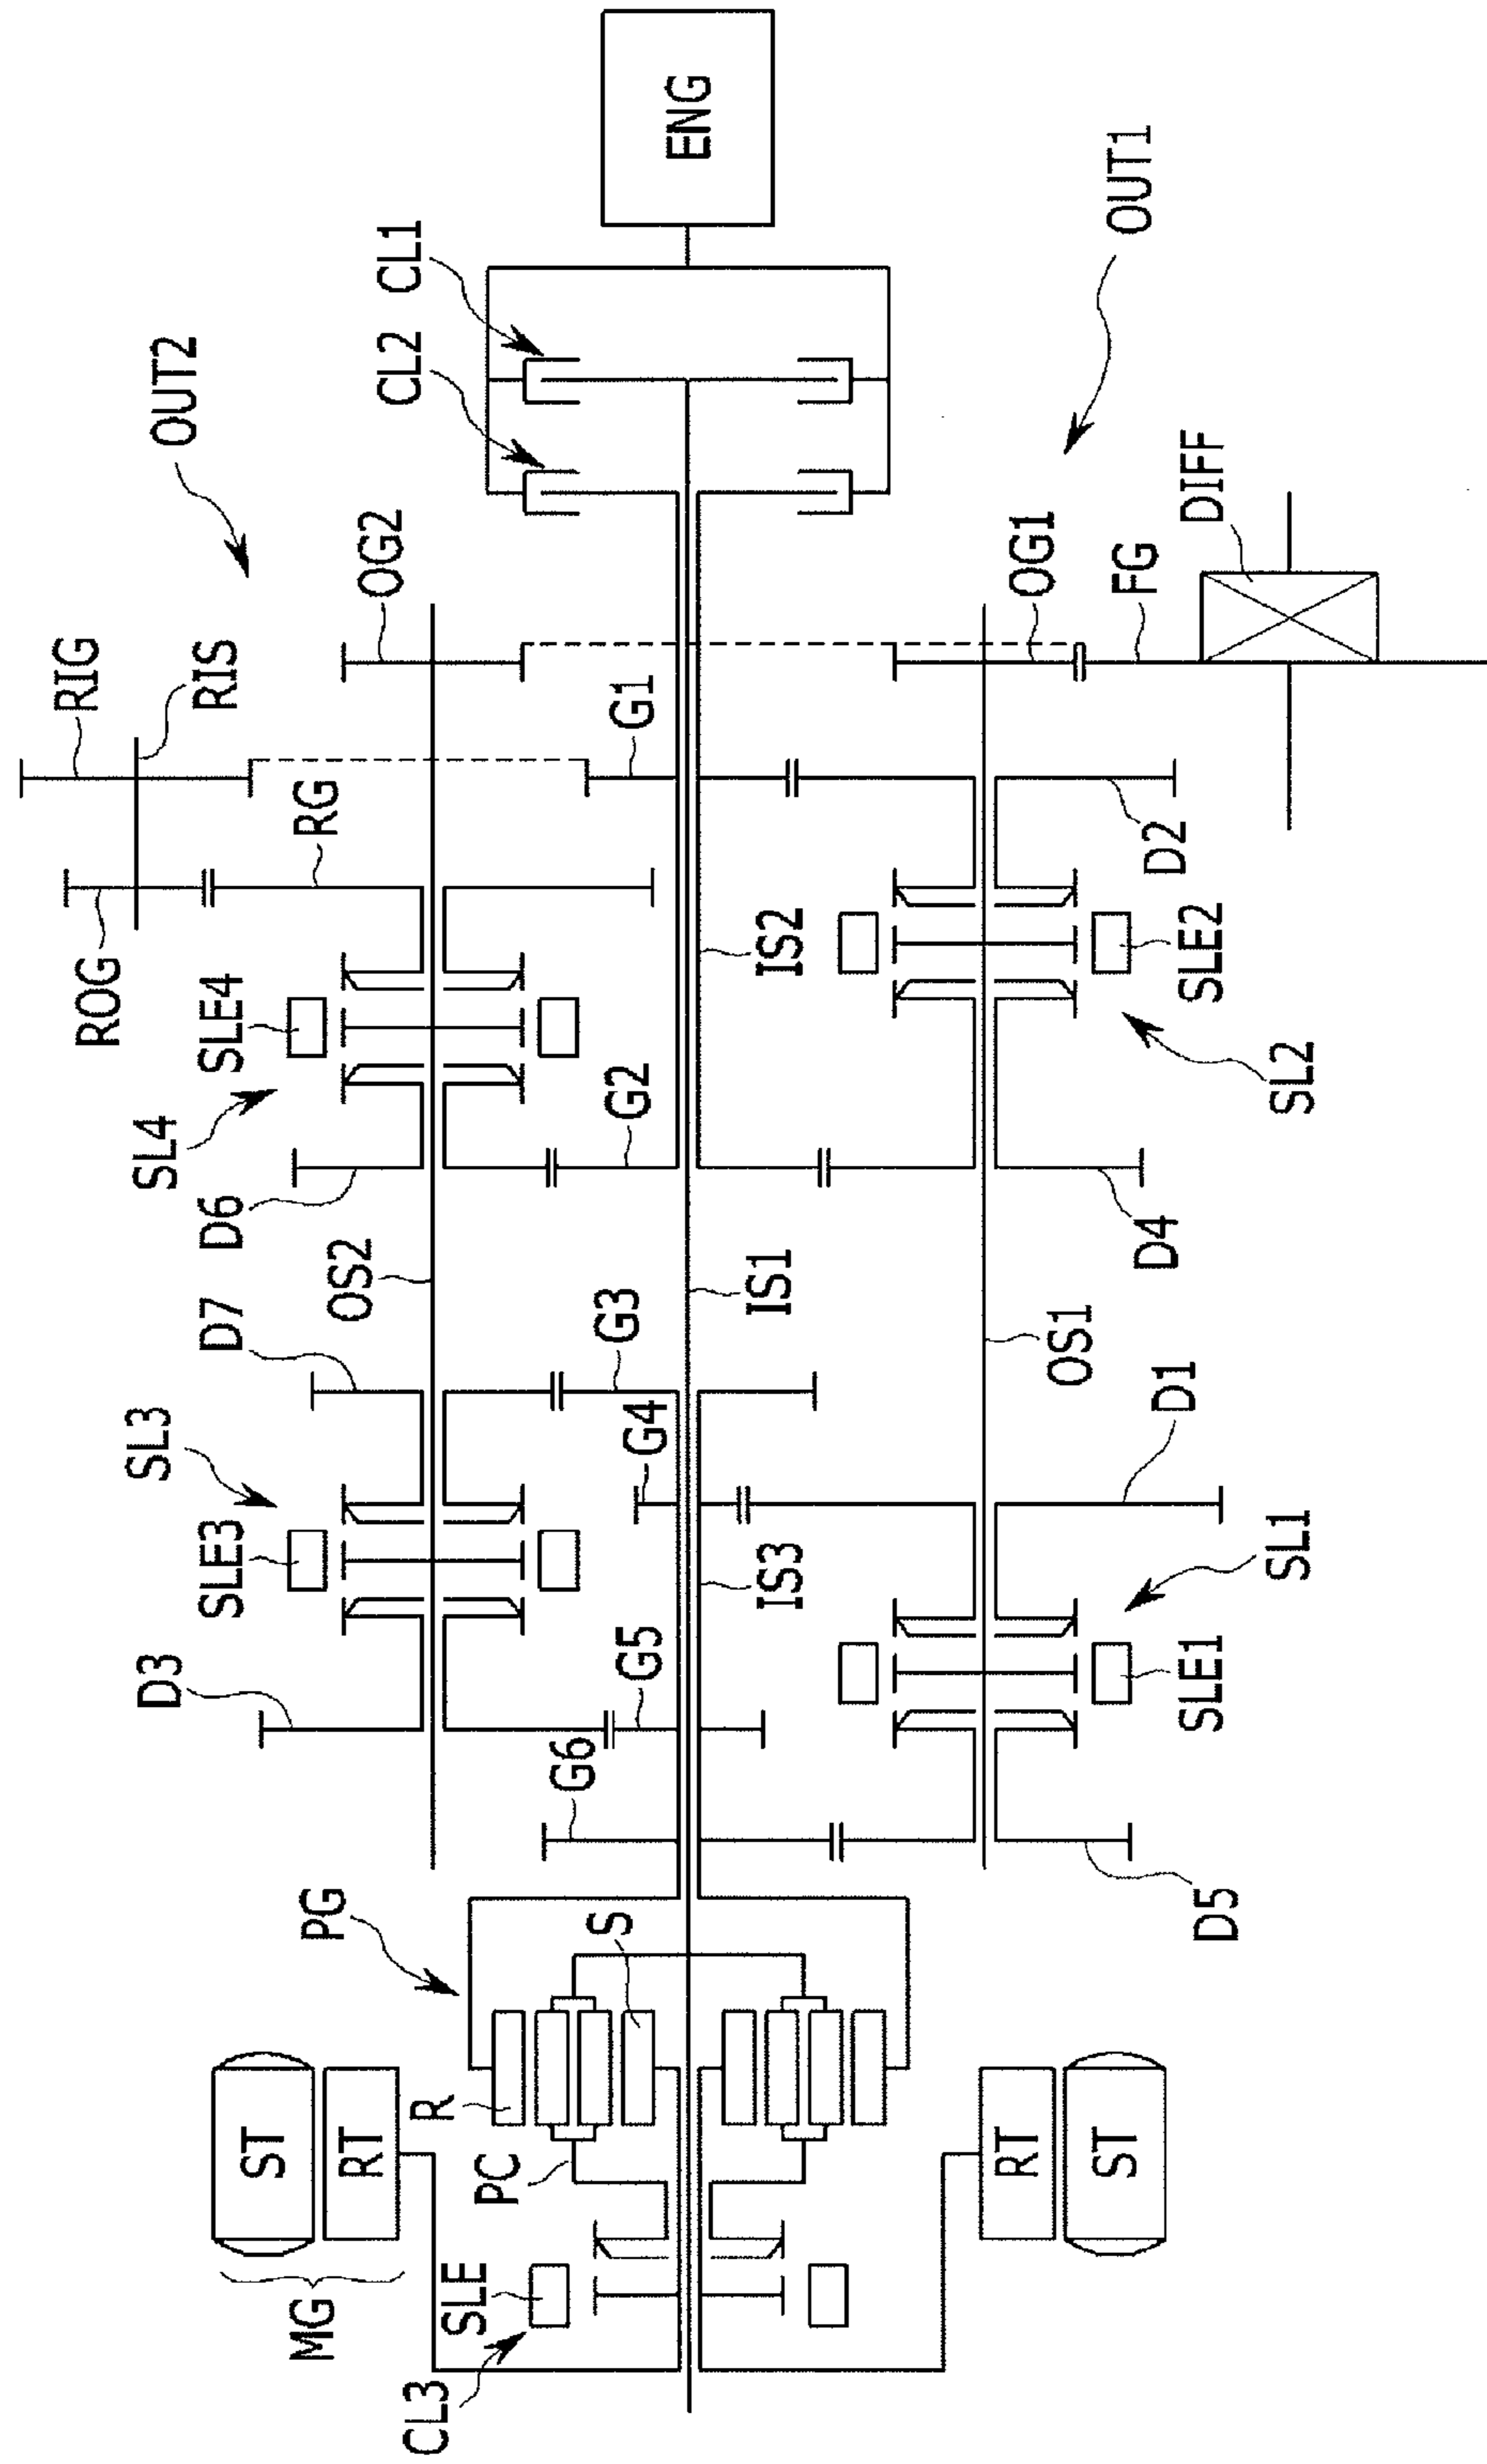 ENG
CL1
CL2
OUT1
OUT2
OG2
OG1
FG
DIFF
RIG
RIS
G1
RG
D2
ROG
SLE4
IS2
SLE2
SL4
G2
SL2
D6
D4
OS2
IS1
D7
G3
OS1
G4
D1
SL3
SLE3
IS3
SL1
D3
G5
SLE1
G6
PG
S
D5
R
ST
RT
PC
RT
ST
SLE
MG
CL3